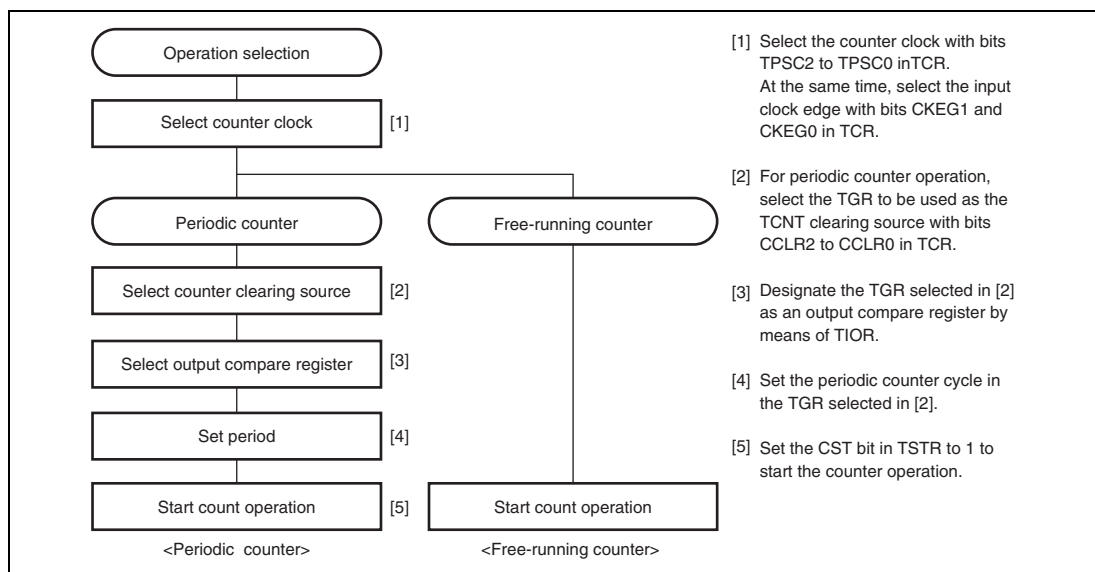 Operation selection
Select counter clock
[1]
Periodic counter
Free-running counter
Select counter clearing source
[2]
Select output compare register
[3]
Set period
[4]
Start count operation
[5]
Start count operation
<Periodic counter>
<Free-running counter>
[1] Select the counter clock with bits
TPSC2 to TPSC0 inTCR.
At the same time, select the input
clock edge with bits CKEG1 and
CKEG0 in TCR.
[2] For periodic counter operation,
select the TGR to be used as the
TCNT clearing source with bits
CCLR2 to CCLR0 in TCR.
[3] Designate the TGR selected in [2]
as an output compare register by
means of TIOR.
[4] Set the periodic counter cycle in
the TGR selected in [2].
[5] Set the CST bit in TSTR to 1 to
start the counter operation.